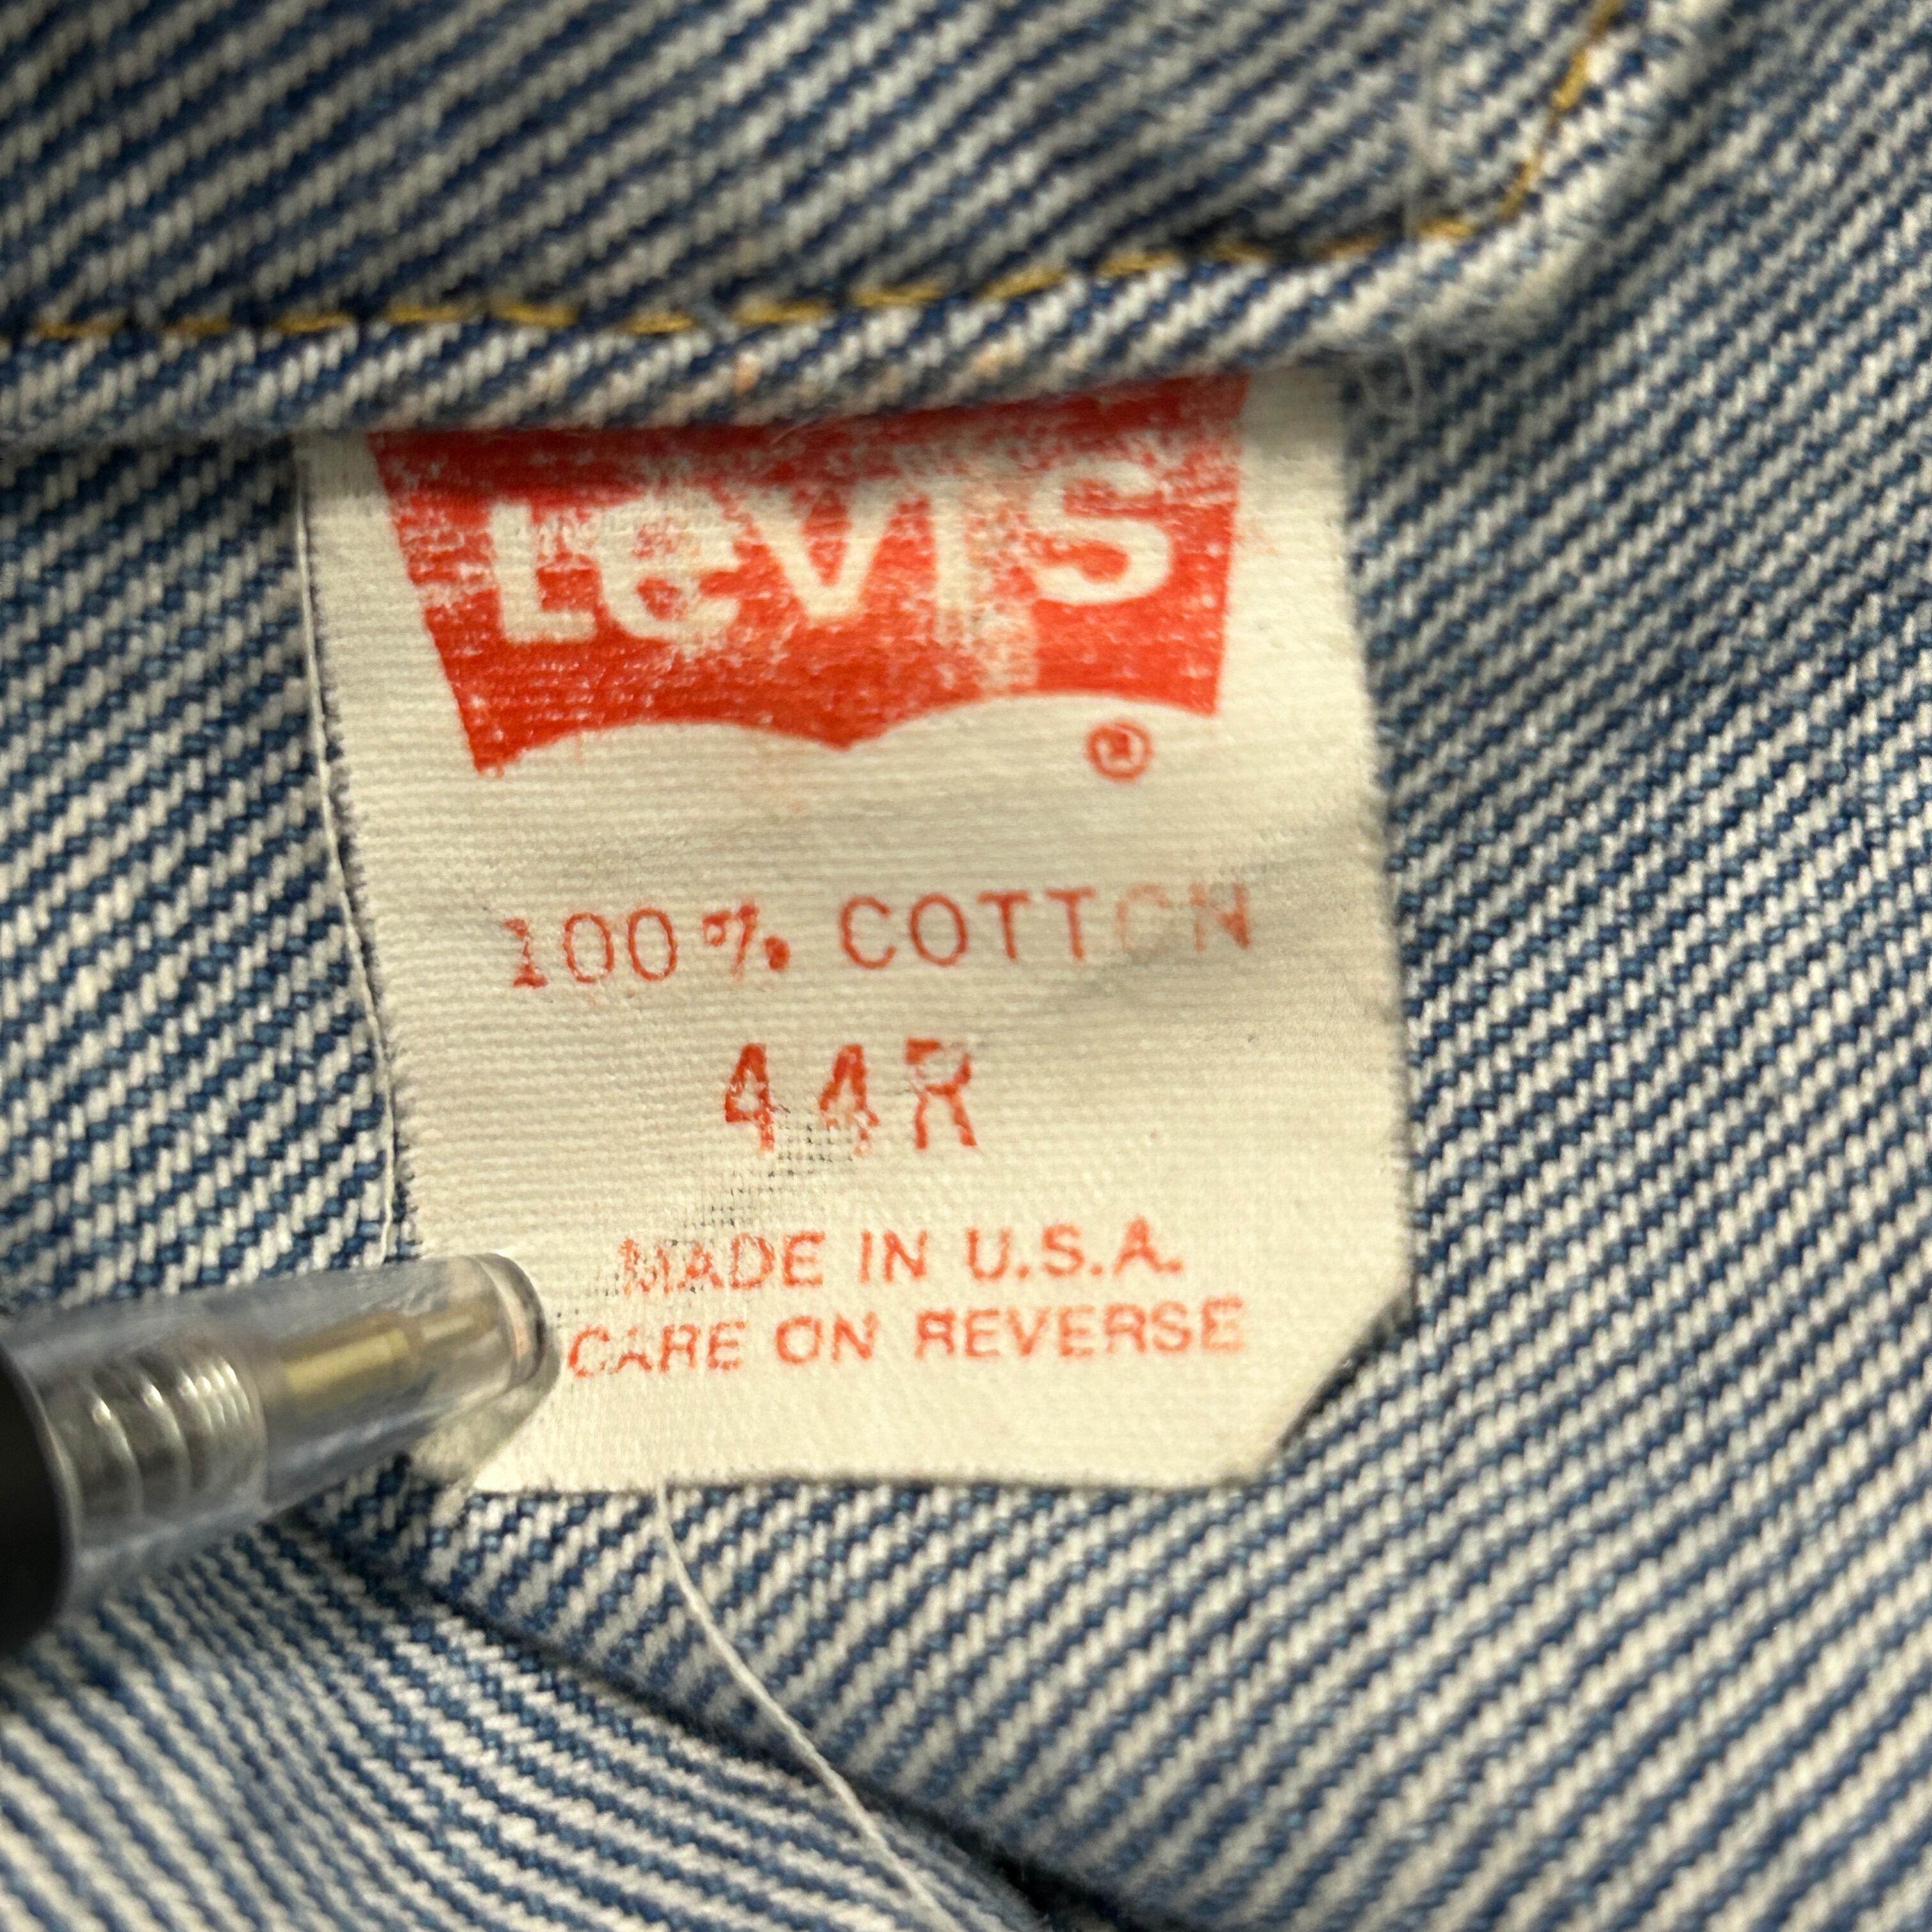 LeVI'S
®
100% COTTON
44R
MADE IN U.S.A.
CARE ON REVERSE